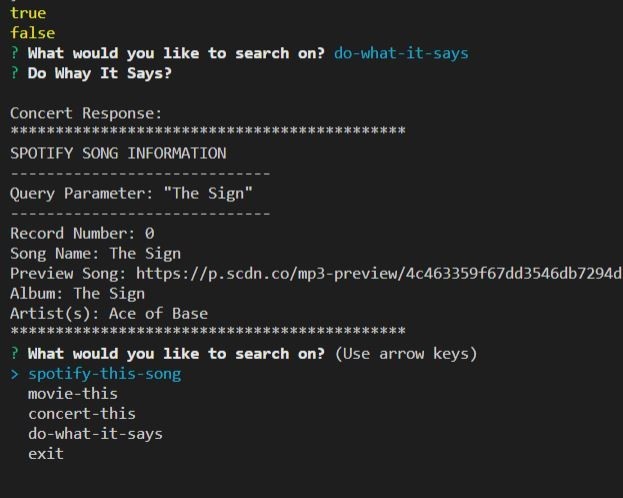 true
false
? What would you like to search on? do-what-it-says
? Do Whay It Says?
Concert Response:
********************************************
SPOTIFY SONG INFORMATION
-----------------------------
Query Parameter: "The Sign"
-----------------------------
Record Number: 0
Song Name: The Sign
Preview Song: https://p.scdn.co/mp3-preview/4c463359f67dd3546db7294d
Album: The Sign
Artist(s): Ace of Base
********************************************
? What would you like to search on? (Use arrow keys)
> spotify-this-song
movie-this
concert-this
do-what-it-says
exit